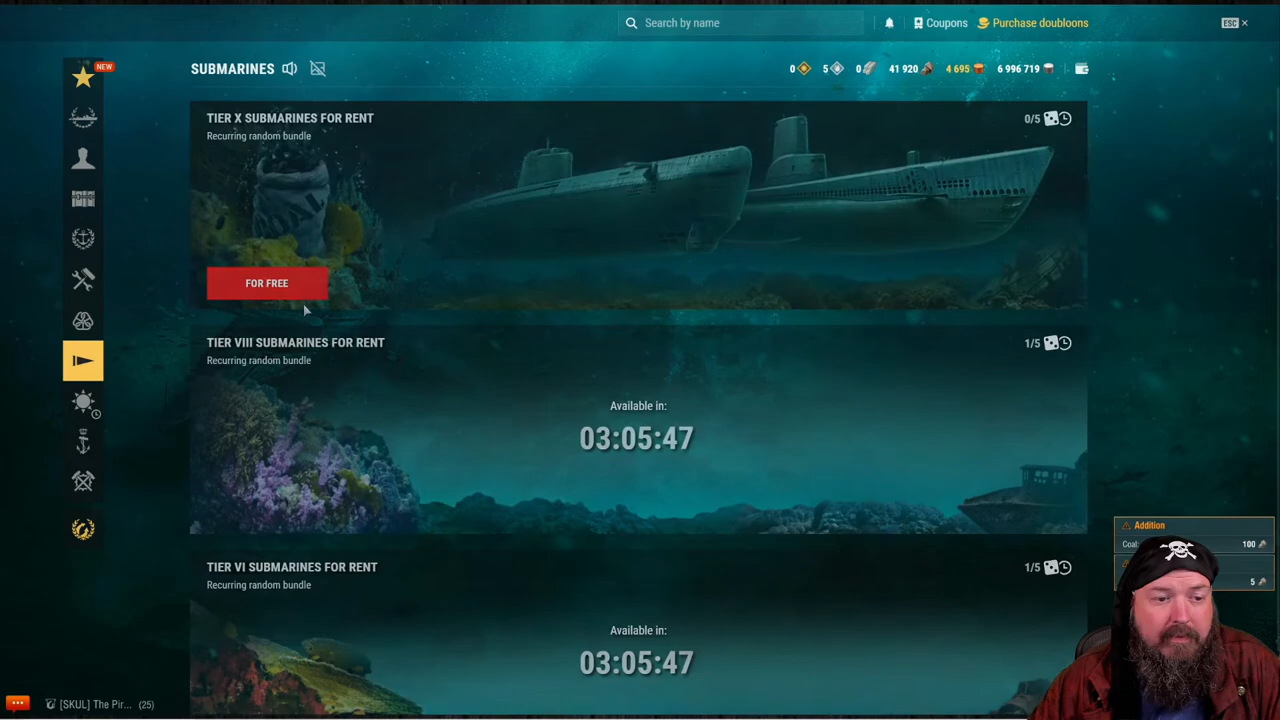 Search by name
Coupons
Purchase doubloons
ESC ×
NEW
SUBMARINES
0
5
0
41 920
4 695
6 996 719
TIER X SUBMARINES FOR RENT
0/5
Recurring random bundle
FOR FREE
TIER VIII SUBMARINES FOR RENT
1/5
Recurring random bundle
Available in:
03:05:47
TIER VI SUBMARINES FOR RENT
1/5
Recurring random bundle
Available in:
03:05:47
Addition
Coal:
100
5
[SKUL] The Pir... (25)